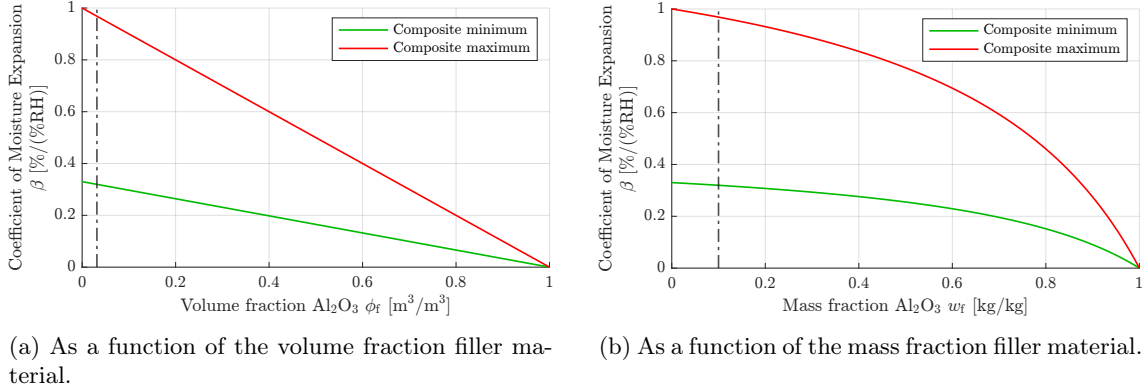 1
0.8
0.6
0.4
0.2
0
0 0.2 0.4 0.6 0.8 1
Coefficient of Moisture Expansion
β [%/(%RH)]
Volume fraction Al₂O₃ ϕ_f [m³/m³]
Composite minimum
Composite maximum
(a) As a function of the volume fraction filler ma-
terial.
1
0.8
0.6
0.4
0.2
0
0 0.2 0.4 0.6 0.8 1
Coefficient of Moisture Expansion
β [%/(%RH)]
Mass fraction Al₂O₃ w_f [kg/kg]
Composite minimum
Composite maximum
(b) As a function of the mass fraction filler material.